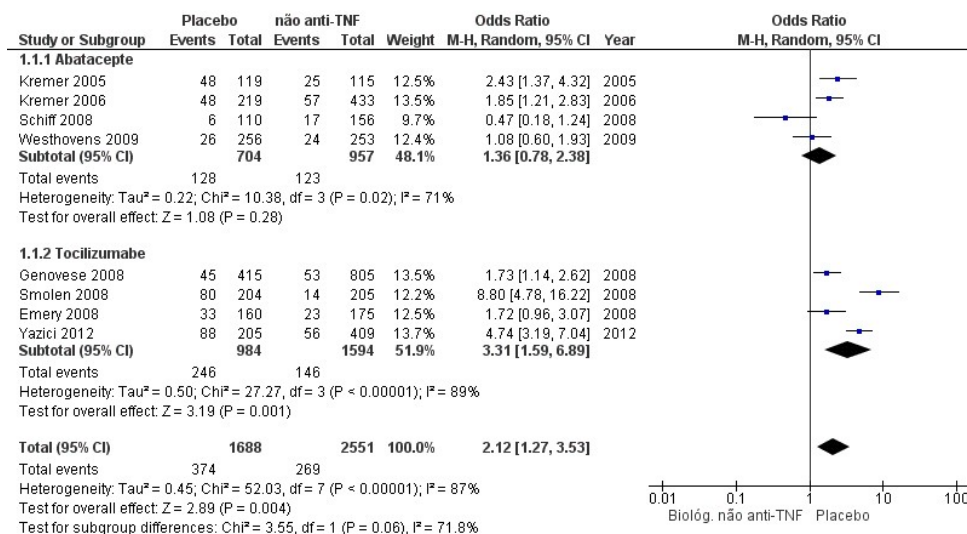 Placebo não anti-TNF Odds Ratio Odds Ratio
Study or Subgroup Events Total Events Total Weight M-H, Random, 95% CI Year M-H, Random, 95% CI
1.1.1 Abatacepte
Kremer 2005 48 119 25 115 12.5% 2.43 [1.37, 4.32] 2005
Kremer 2006 48 219 57 433 13.5% 1.85 [1.21, 2.83] 2006
Schiff 2008 6 110 17 156 9.7% 0.47 [0.18, 1.24] 2008
Westhovens 2009 26 256 24 253 12.4% 1.08 [0.60, 1.93] 2009
Subtotal (95% CI) 704 957 48.1% 1.36 [0.78, 2.38]
Total events 128 123
Heterogeneity: Tau² = 0.22; Chi² = 10.38, df = 3 (P = 0.02); I² = 71%
Test for overall effect: Z = 1.08 (P = 0.28)
1.1.2 Tocilizumabe
Genovese 2008 45 415 53 805 13.5% 1.73 [1.14, 2.62] 2008
Smolen 2008 80 204 14 205 12.2% 8.80 [4.78, 16.22] 2008
Emery 2008 33 160 23 175 12.5% 1.72 [0.96, 3.07] 2008
Yazici 2012 88 205 56 409 13.7% 4.74 [3.19, 7.04] 2012
Subtotal (95% CI) 984 1594 51.9% 3.31 [1.59, 6.89]
Total events 246 146
Heterogeneity: Tau² = 0.50; Chi² = 27.27, df = 3 (P < 0.00001); I² = 89%
Test for overall effect: Z = 3.19 (P = 0.001)
Total (95% CI) 1688 2551 100.0% 2.12 [1.27, 3.53]
Total events 374 269
Heterogeneity: Tau² = 0.45; Chi² = 52.03, df = 7 (P < 0.00001); I² = 87%
Test for overall effect: Z = 2.89 (P = 0.004)
Test for subgroup differences: Chi² = 3.55, df = 1 (P = 0.06), I² = 71.8%
0.01 0.1 1 10 100
Biológ. não anti-TNF Placebo